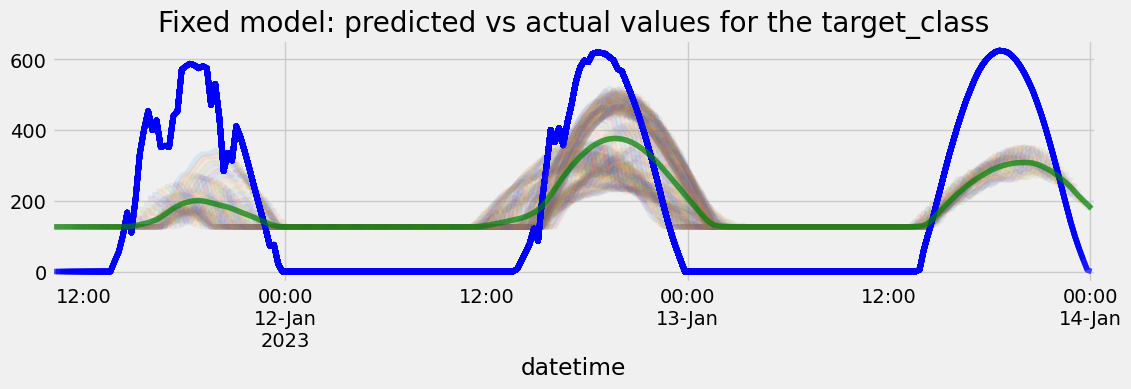 Fixed model: predicted vs actual values for the target_class
600
400
200
0
12:00 00:00 12:00 00:00 12:00 00:00
12-Jan 13-Jan 14-Jan
2023
datetime